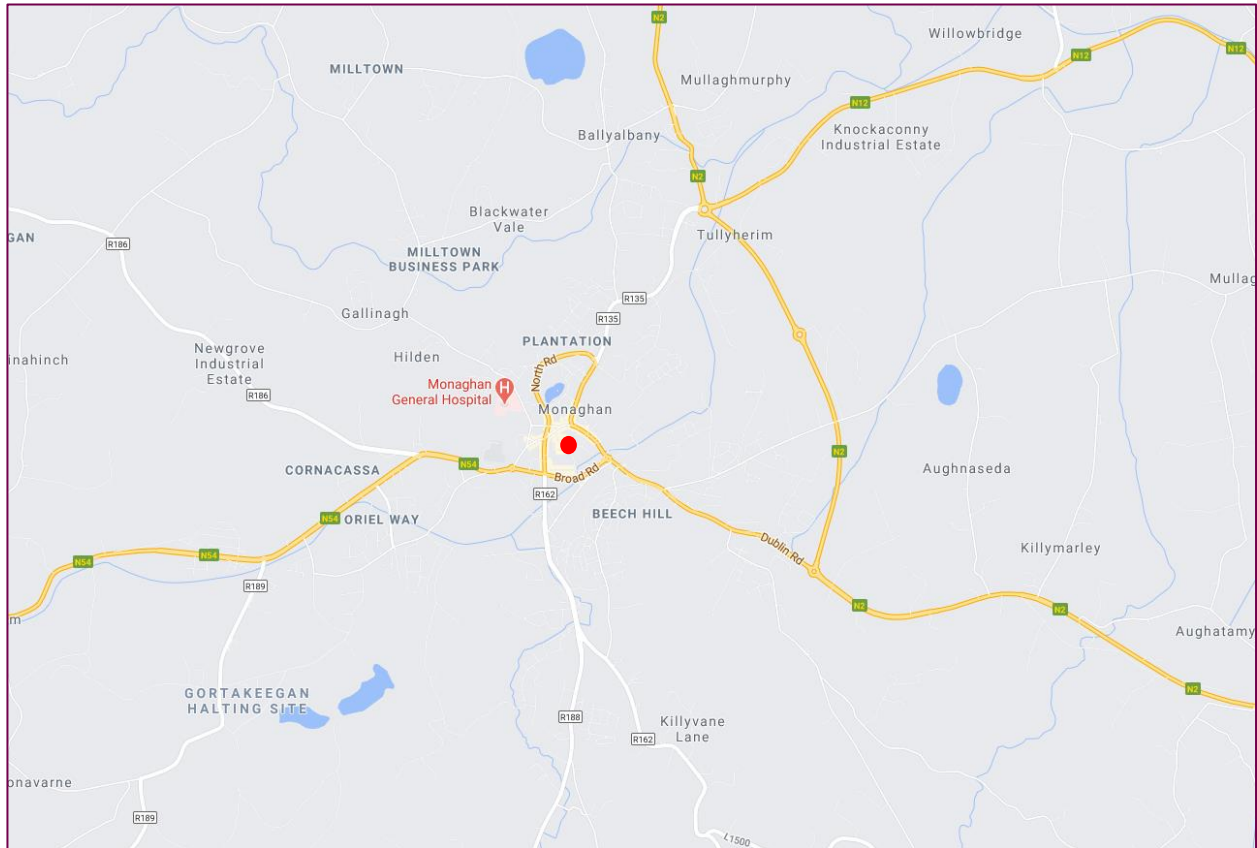 N2
Willowbridge
N12
N12
MILLTOWN
Mullaghmurphy
N12
Ballyalbany
Knockaconny
Industrial Estate
N2
Blackwater
Vale
GAN
R186
Tullyherim
MILLTOWN
BUSINESS PARK
Mullag
R135
Gallinagh
R135
PLANTATION
inahinch
Newgrove
Industrial
Estate
Hilden
North Rd
Monaghan
General Hospital
H
R186
Monaghan
N2
N54
CORNACASSA
Broad Rd
Aughnaseda
R162
BEECH HILL
N54
ORIEL WAY
Dublin Rd
Killymarley
N54
N54
R189
N2
N2
m
Aughatamy
GORTAKEEGAN
HALTING SITE
N2
R188
Killyvane
Lane
R162
onavarne
R189
L1500